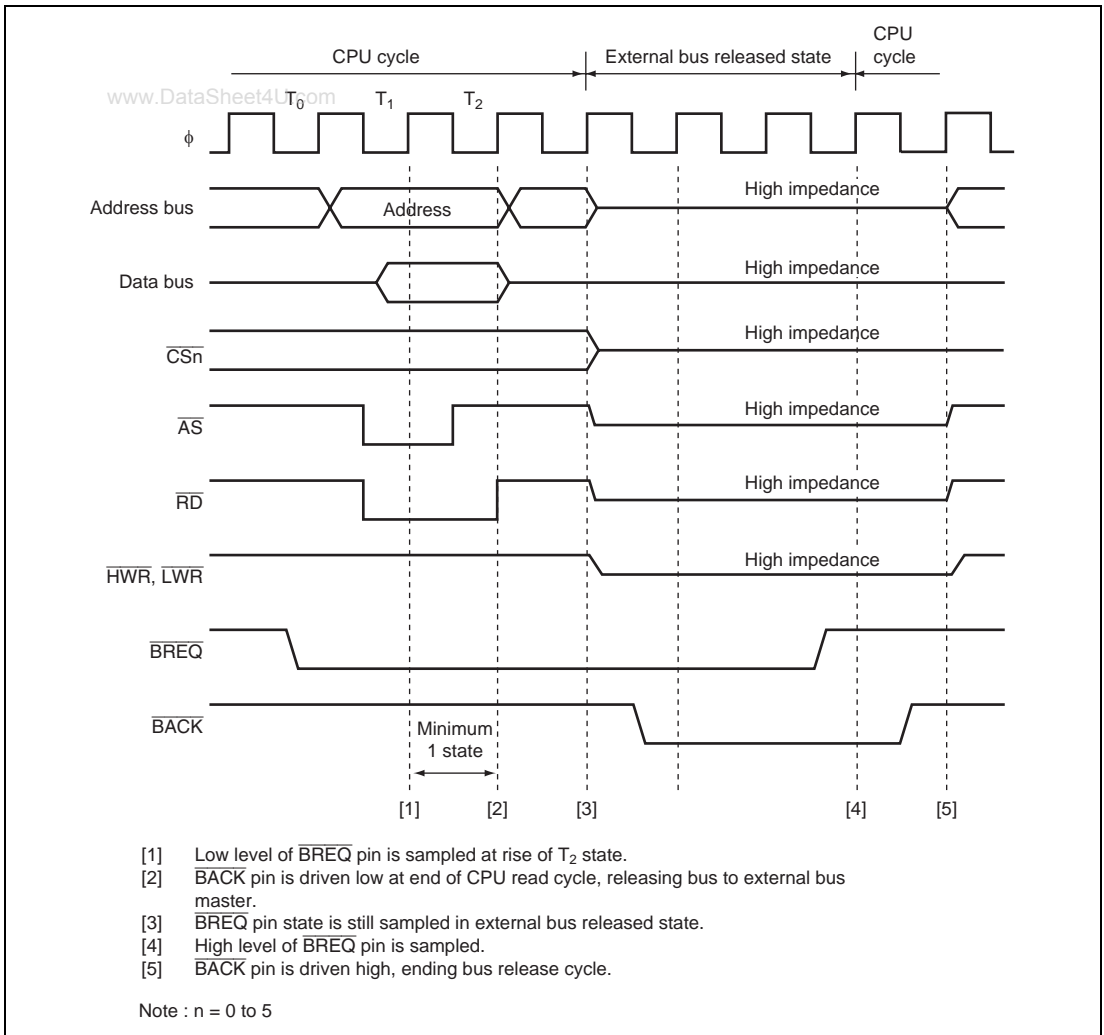 CPU cycle
External bus released state
CPU
cycle
www.DataSheet4U.com
T0
T1
T2
ϕ
Address bus
Address
High impedance
Data bus
High impedance
CSn
High impedance
AS
High impedance
RD
High impedance
HWR, LWR
High impedance
BREQ
BACK
Minimum
1 state
[1]
[2]
[3]
[4]
[5]
[1] Low level of BREQ pin is sampled at rise of T2 state.
[2] BACK pin is driven low at end of CPU read cycle, releasing bus to external bus
master.
[3] BREQ pin state is still sampled in external bus released state.
[4] High level of BREQ pin is sampled.
[5] BACK pin is driven high, ending bus release cycle.
Note : n = 0 to 5